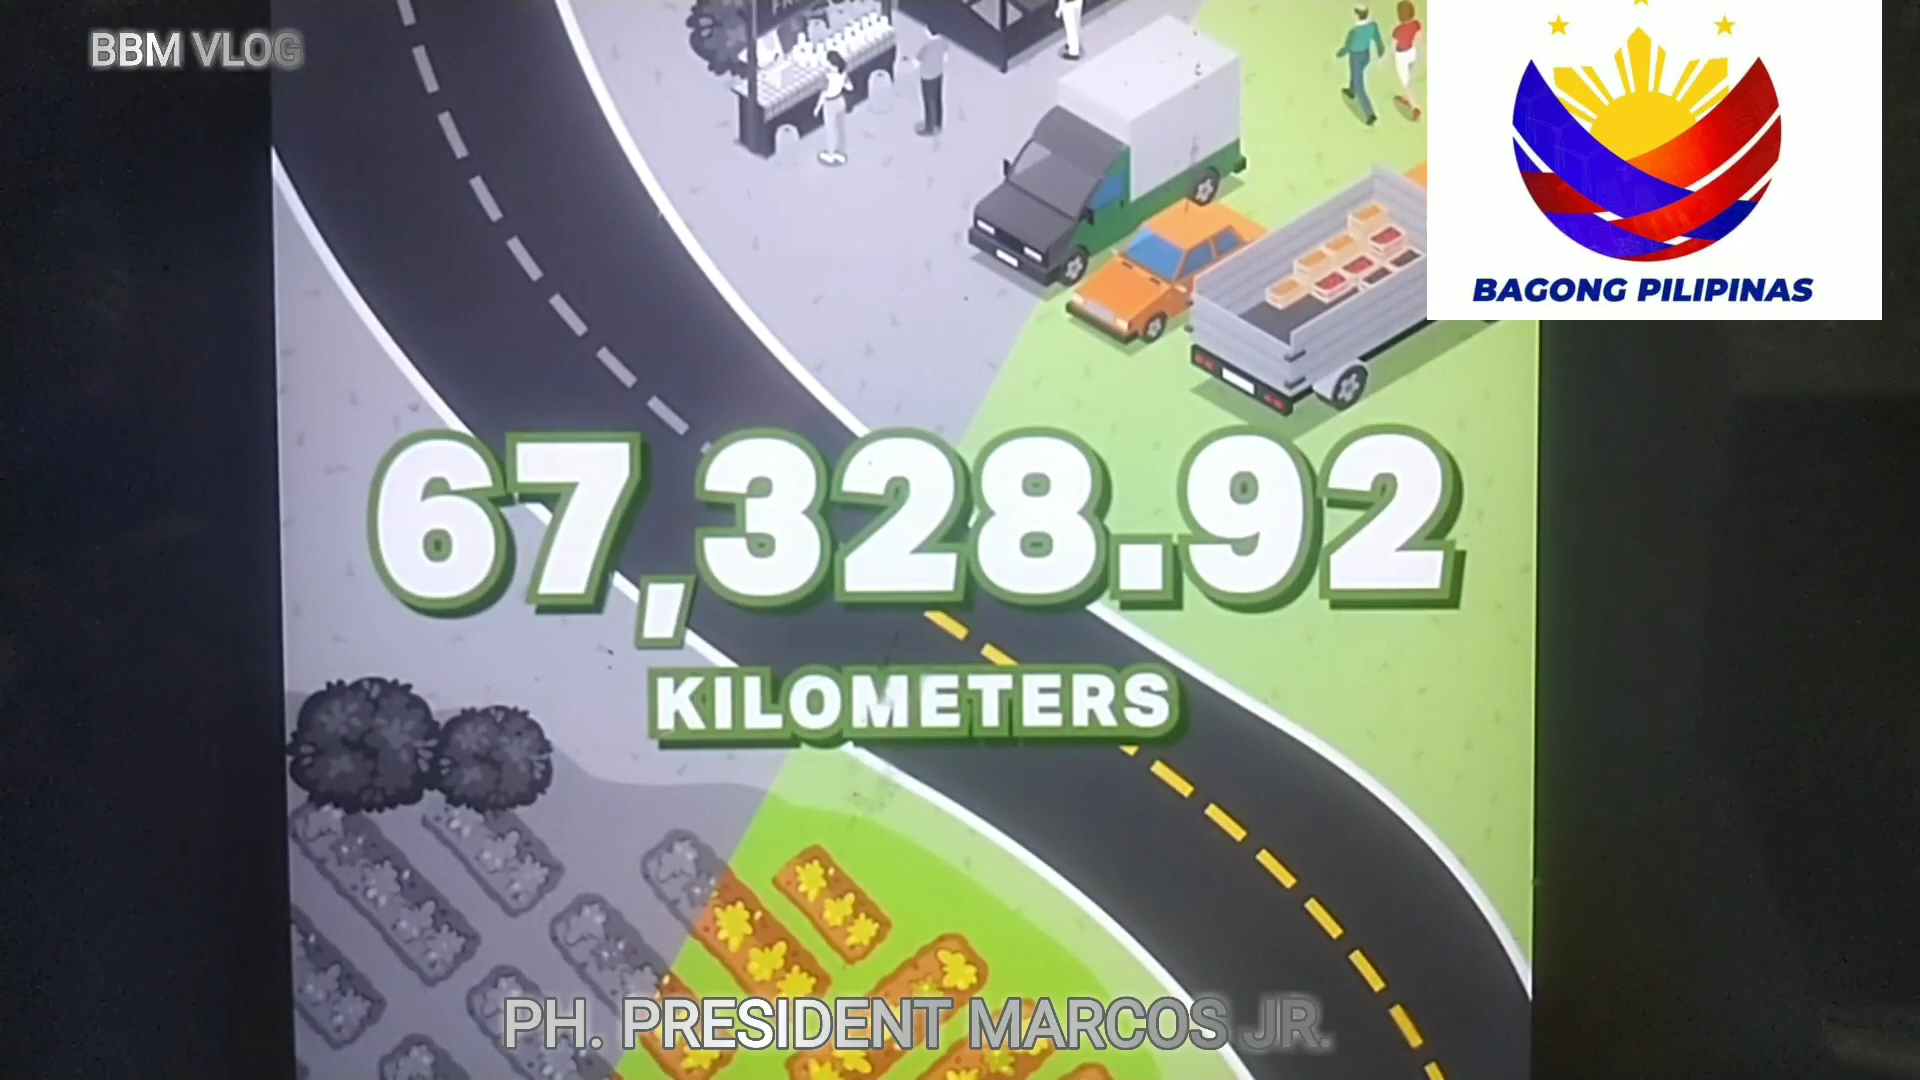 BBM VLOG
BAGONG PILIPINAS
67,328.92
KILOMETERS
PH. PRESIDENT MARCOS JR.